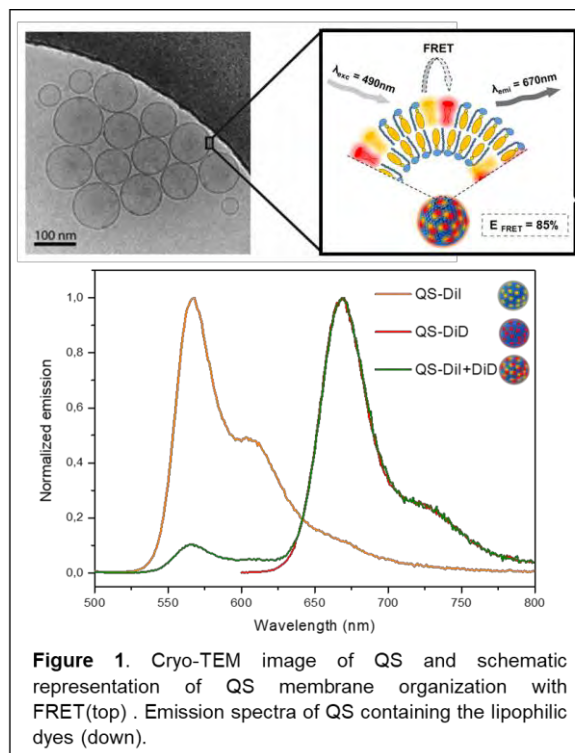 100 nm
FRET
λexc = 490nm
λemi = 670nm
E FRET = 85%
Normalized emission
1,0
0,8
0,6
0,4
0,2
0,0
QS-DiI
QS-DiD
QS-DiI+DiD
500 550 600 650 700 750 800
Wavelength (nm)
Figure 1. Cryo-TEM image of QS and schematic
representation of QS membrane organization with
FRET(top) . Emission spectra of QS containing the lipophilic
dyes (down).